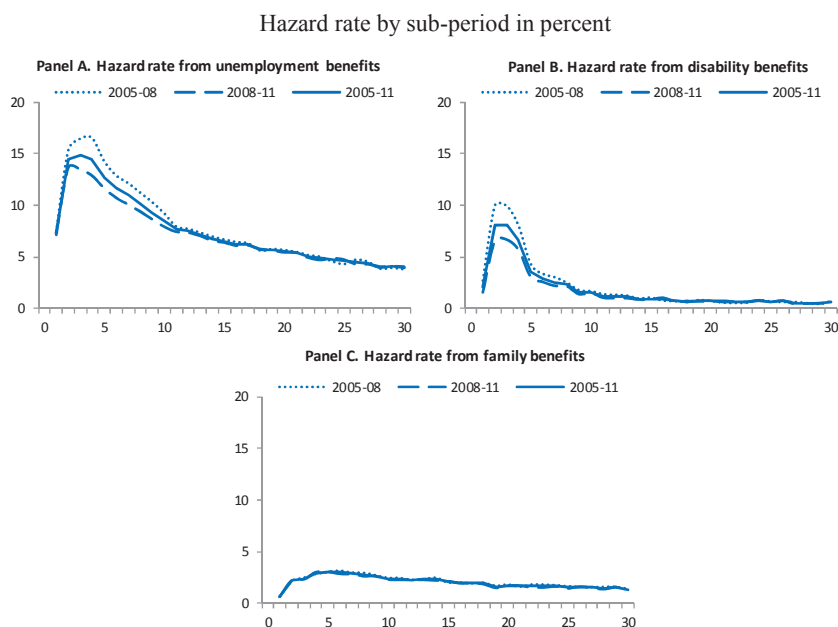 Hazard rate by sub-period in percent
Panel A. Hazard rate from unemployment benefits
2005-08 2008-11 2005-11
20
15
10
5
0
0 5 10 15 20 25 30
Panel B. Hazard rate from disability benefits
2005-08 2008-11 2005-11
20
15
10
5
0
0 5 10 15 20 25 30
Panel C. Hazard rate from family benefits
2005-08 2008-11 2005-11
20
15
10
5
0
0 5 10 15 20 25 30